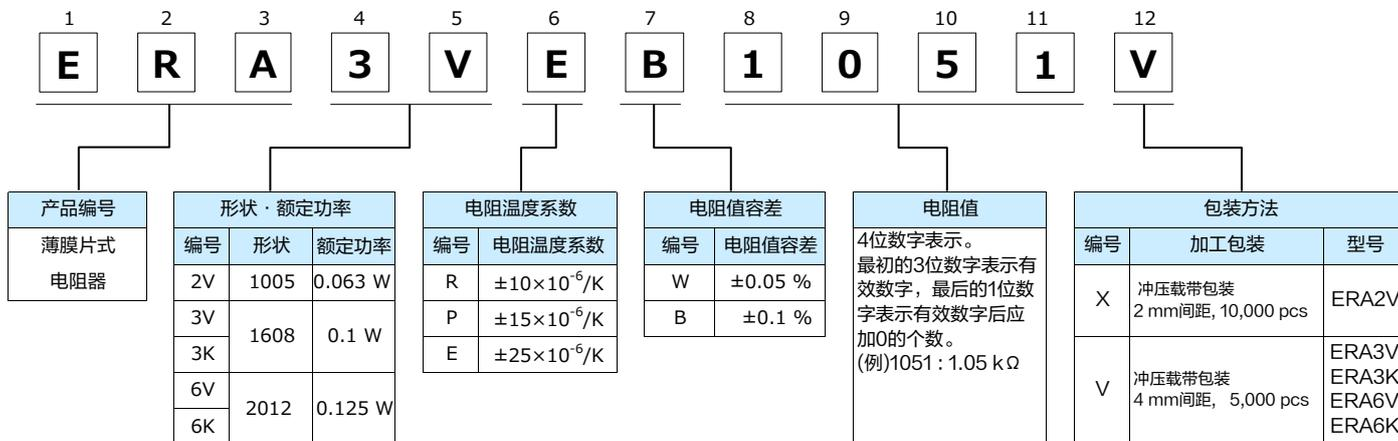 1 2 3 4 5 6 7 8 9 10 11 12
E R A 3 V E B 1 0 5 1 V
产品编号
薄膜片式
电阻器
形状·额定功率
编号 形状 额定功率
2V 1005 0.063 W
3V
1608 0.1 W
3K
6V
2012 0.125 W
6K
电阻温度系数
编号 电阻温度系数
R ±10×10⁻⁶/K
P ±15×10⁻⁶/K
E ±25×10⁻⁶/K
电阻值容差
编号 电阻值容差
W ±0.05 %
B ±0.1 %
电阻值
4位数字表示。
最初的3位数字表示有
效数字，最后的1位数
字表示有效数字后应
加0的个数。
(例)1051 : 1.05 kΩ
包装方法
编号 加工包装 型号
X 冲压载带包装
2 mm间距, 10,000 pcs ERA2V
V 冲压载带包装
4 mm间距, 5,000 pcs
ERA3V
ERA3K
ERA6V
ERA6K